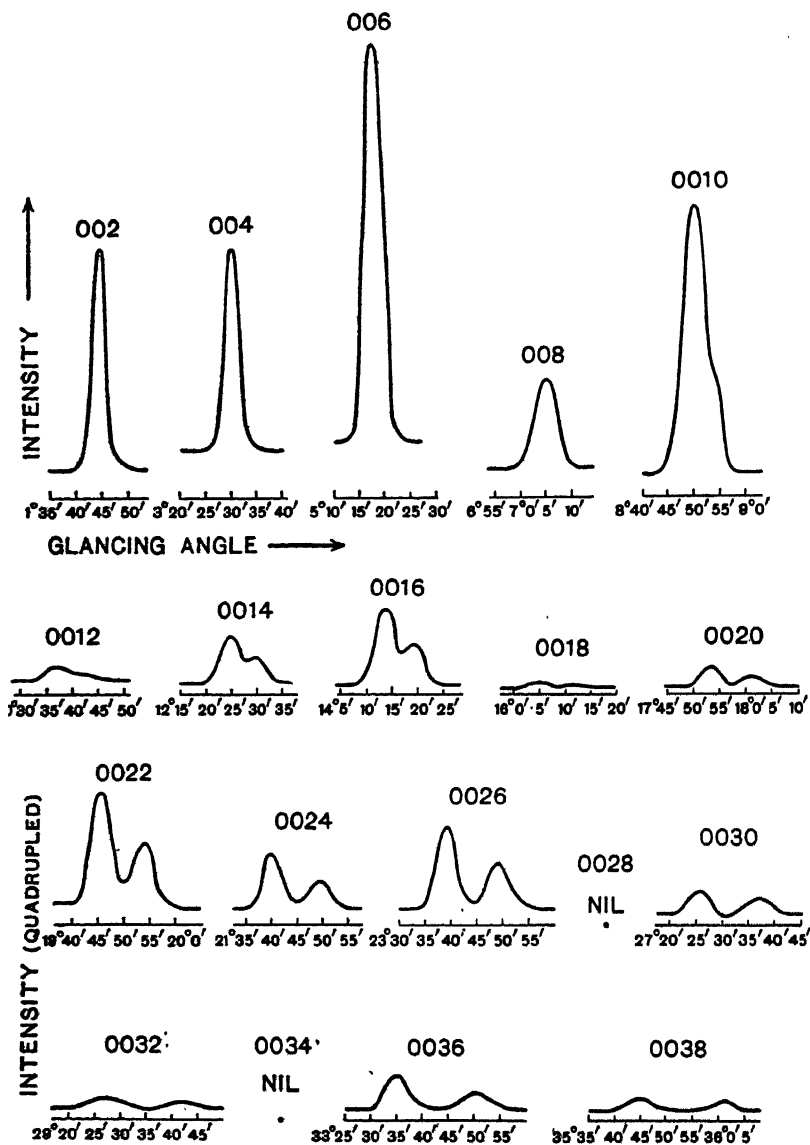 006
0010
002
004
008
INTENSITY
1°35′ 40′ 45′ 50′
3°20′ 25′ 30′ 35′ 40′
5°10′ 15′ 20′ 25′ 30′
6°55′ 7°0′ 5′ 10′
8°40′ 45′ 50′ 55′ 9°0′
GLANCING ANGLE
0012
0014
0016
0018
0020
30′ 35′ 40′ 45′ 50′
12°15′ 20′ 25′ 30′ 35′
14°5′ 10′ 15′ 20′ 25′
16°0′ 5′ 10′ 15′ 20′
17°45′ 50′ 55′ 18°0′ 5′ 10′
0022
0024
0026
0028
NIL
0030
INTENSITY (QUADRUPLED)
19°40′ 45′ 50′ 55′ 20°0′
21°35′ 40′ 45′ 50′ 55′
23°30′ 35′ 40′ 45′ 50′ 55′
27°20′ 25′ 30′ 35′ 40′ 45′
0032
0034
NIL
0036
0038
29°20′ 25′ 30′ 35′ 40′ 45′
33°25′ 30′ 35′ 40′ 45′ 50′ 55′
35°35′ 40′ 45′ 50′ 55′ 36°0′ 5′